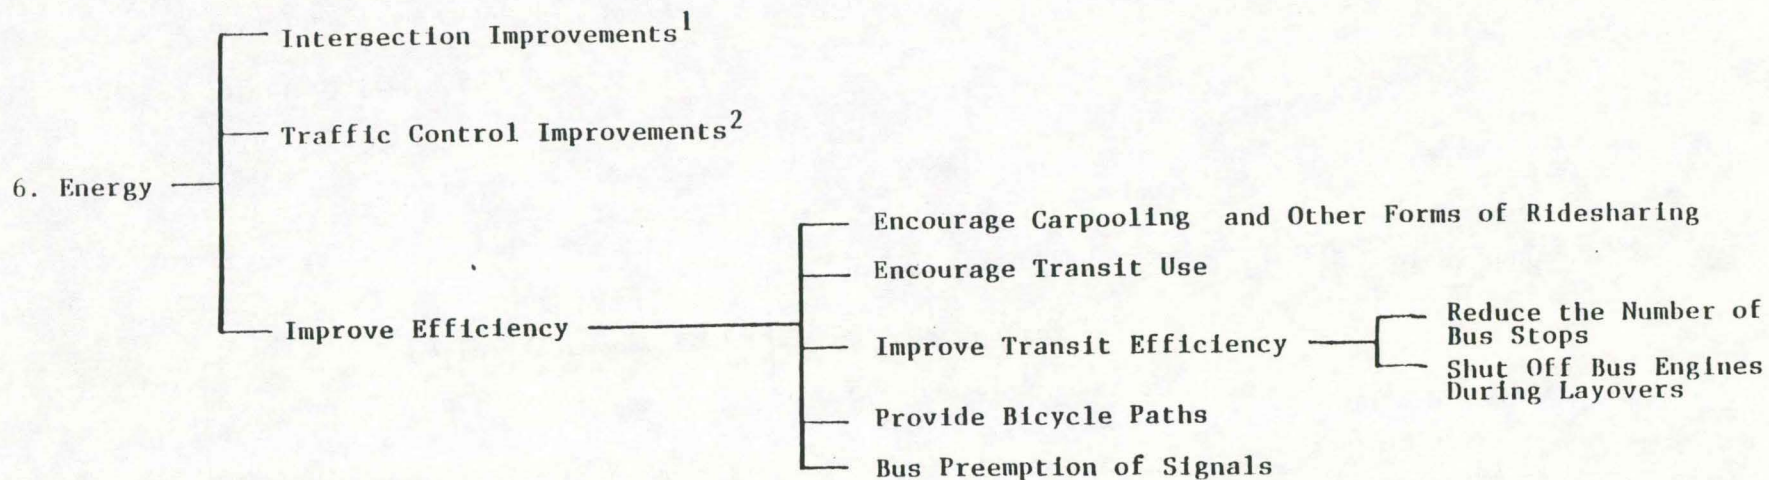 Intersection Improvements1
Traffic Control Improvements2
6. Energy
Encourage Carpooling and Other Forms of Ridesharing
Encourage Transit Use
Improve Efficiency
Improve Transit Efficiency
Reduce the Number of
Bus Stops
Shut Off Bus Engines
During Layovers
Provide Bicycle Paths
Bus Preemption of Signals